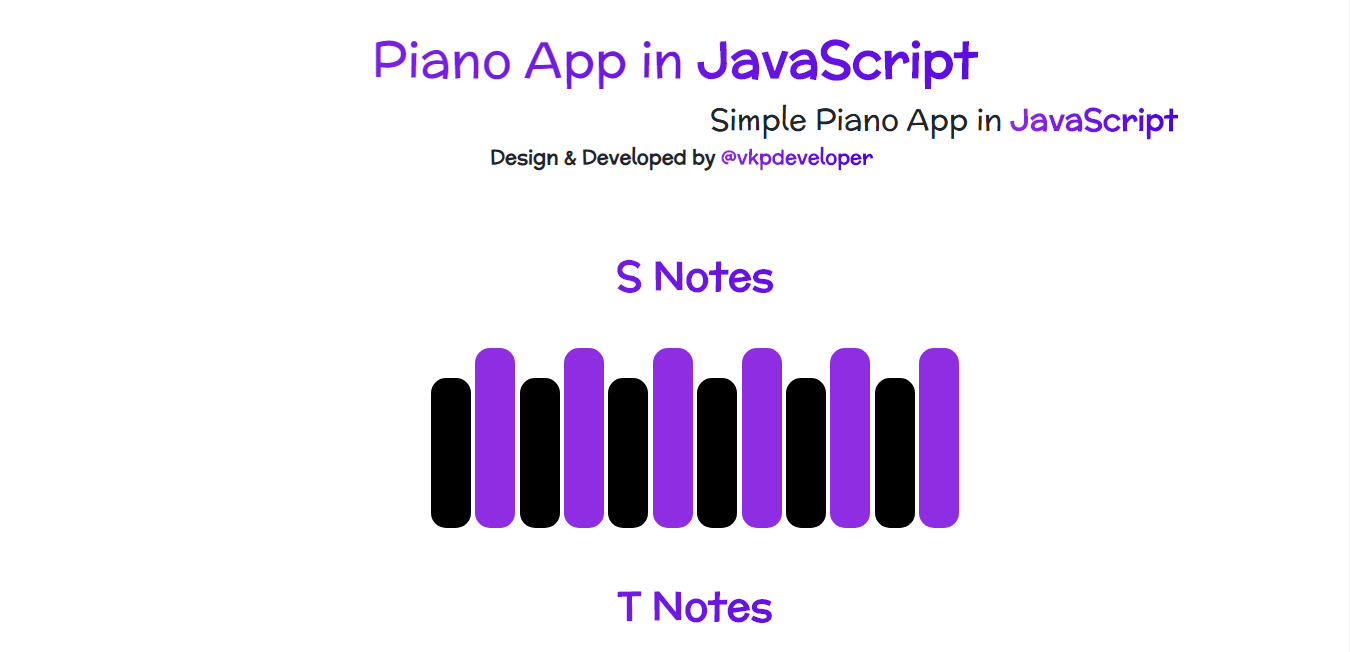 Piano App in JavaScript
Simple Piano App in JavaScript
Design & Developed by @vkpdeveloper
S Notes
T Notes